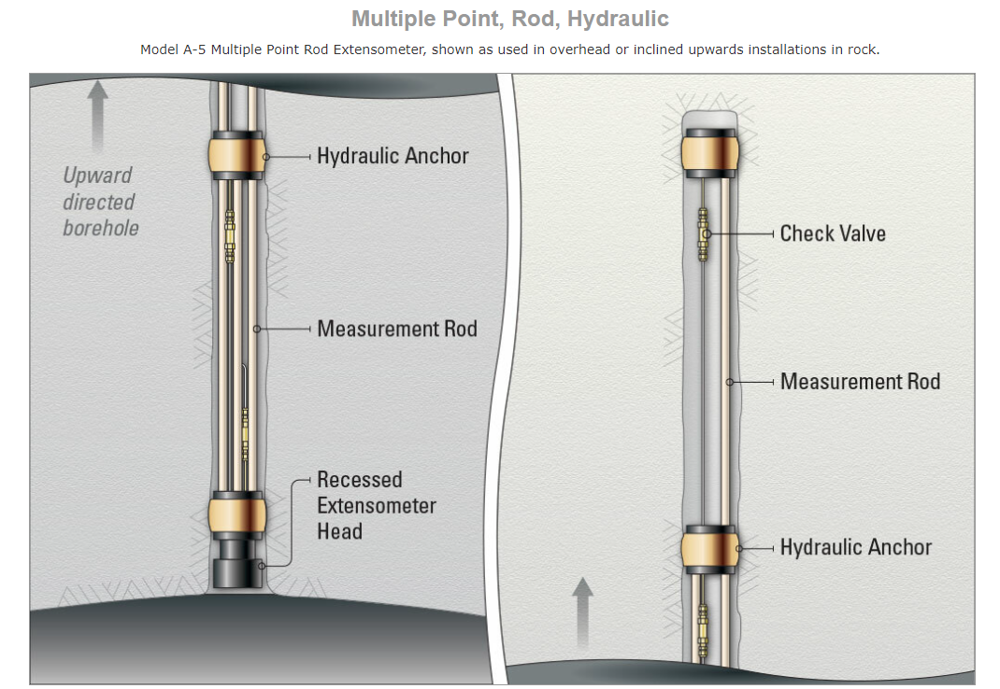 Multiple Point, Rod, Hydraulic
Model A-5 Multiple Point Rod Extensometer, shown as used in overhead or inclined upwards installations in rock.
Upward
directed
borehole
Hydraulic Anchor
Measurement Rod
Recessed
Extensometer
Head
Check Valve
Measurement Rod
Hydraulic Anchor